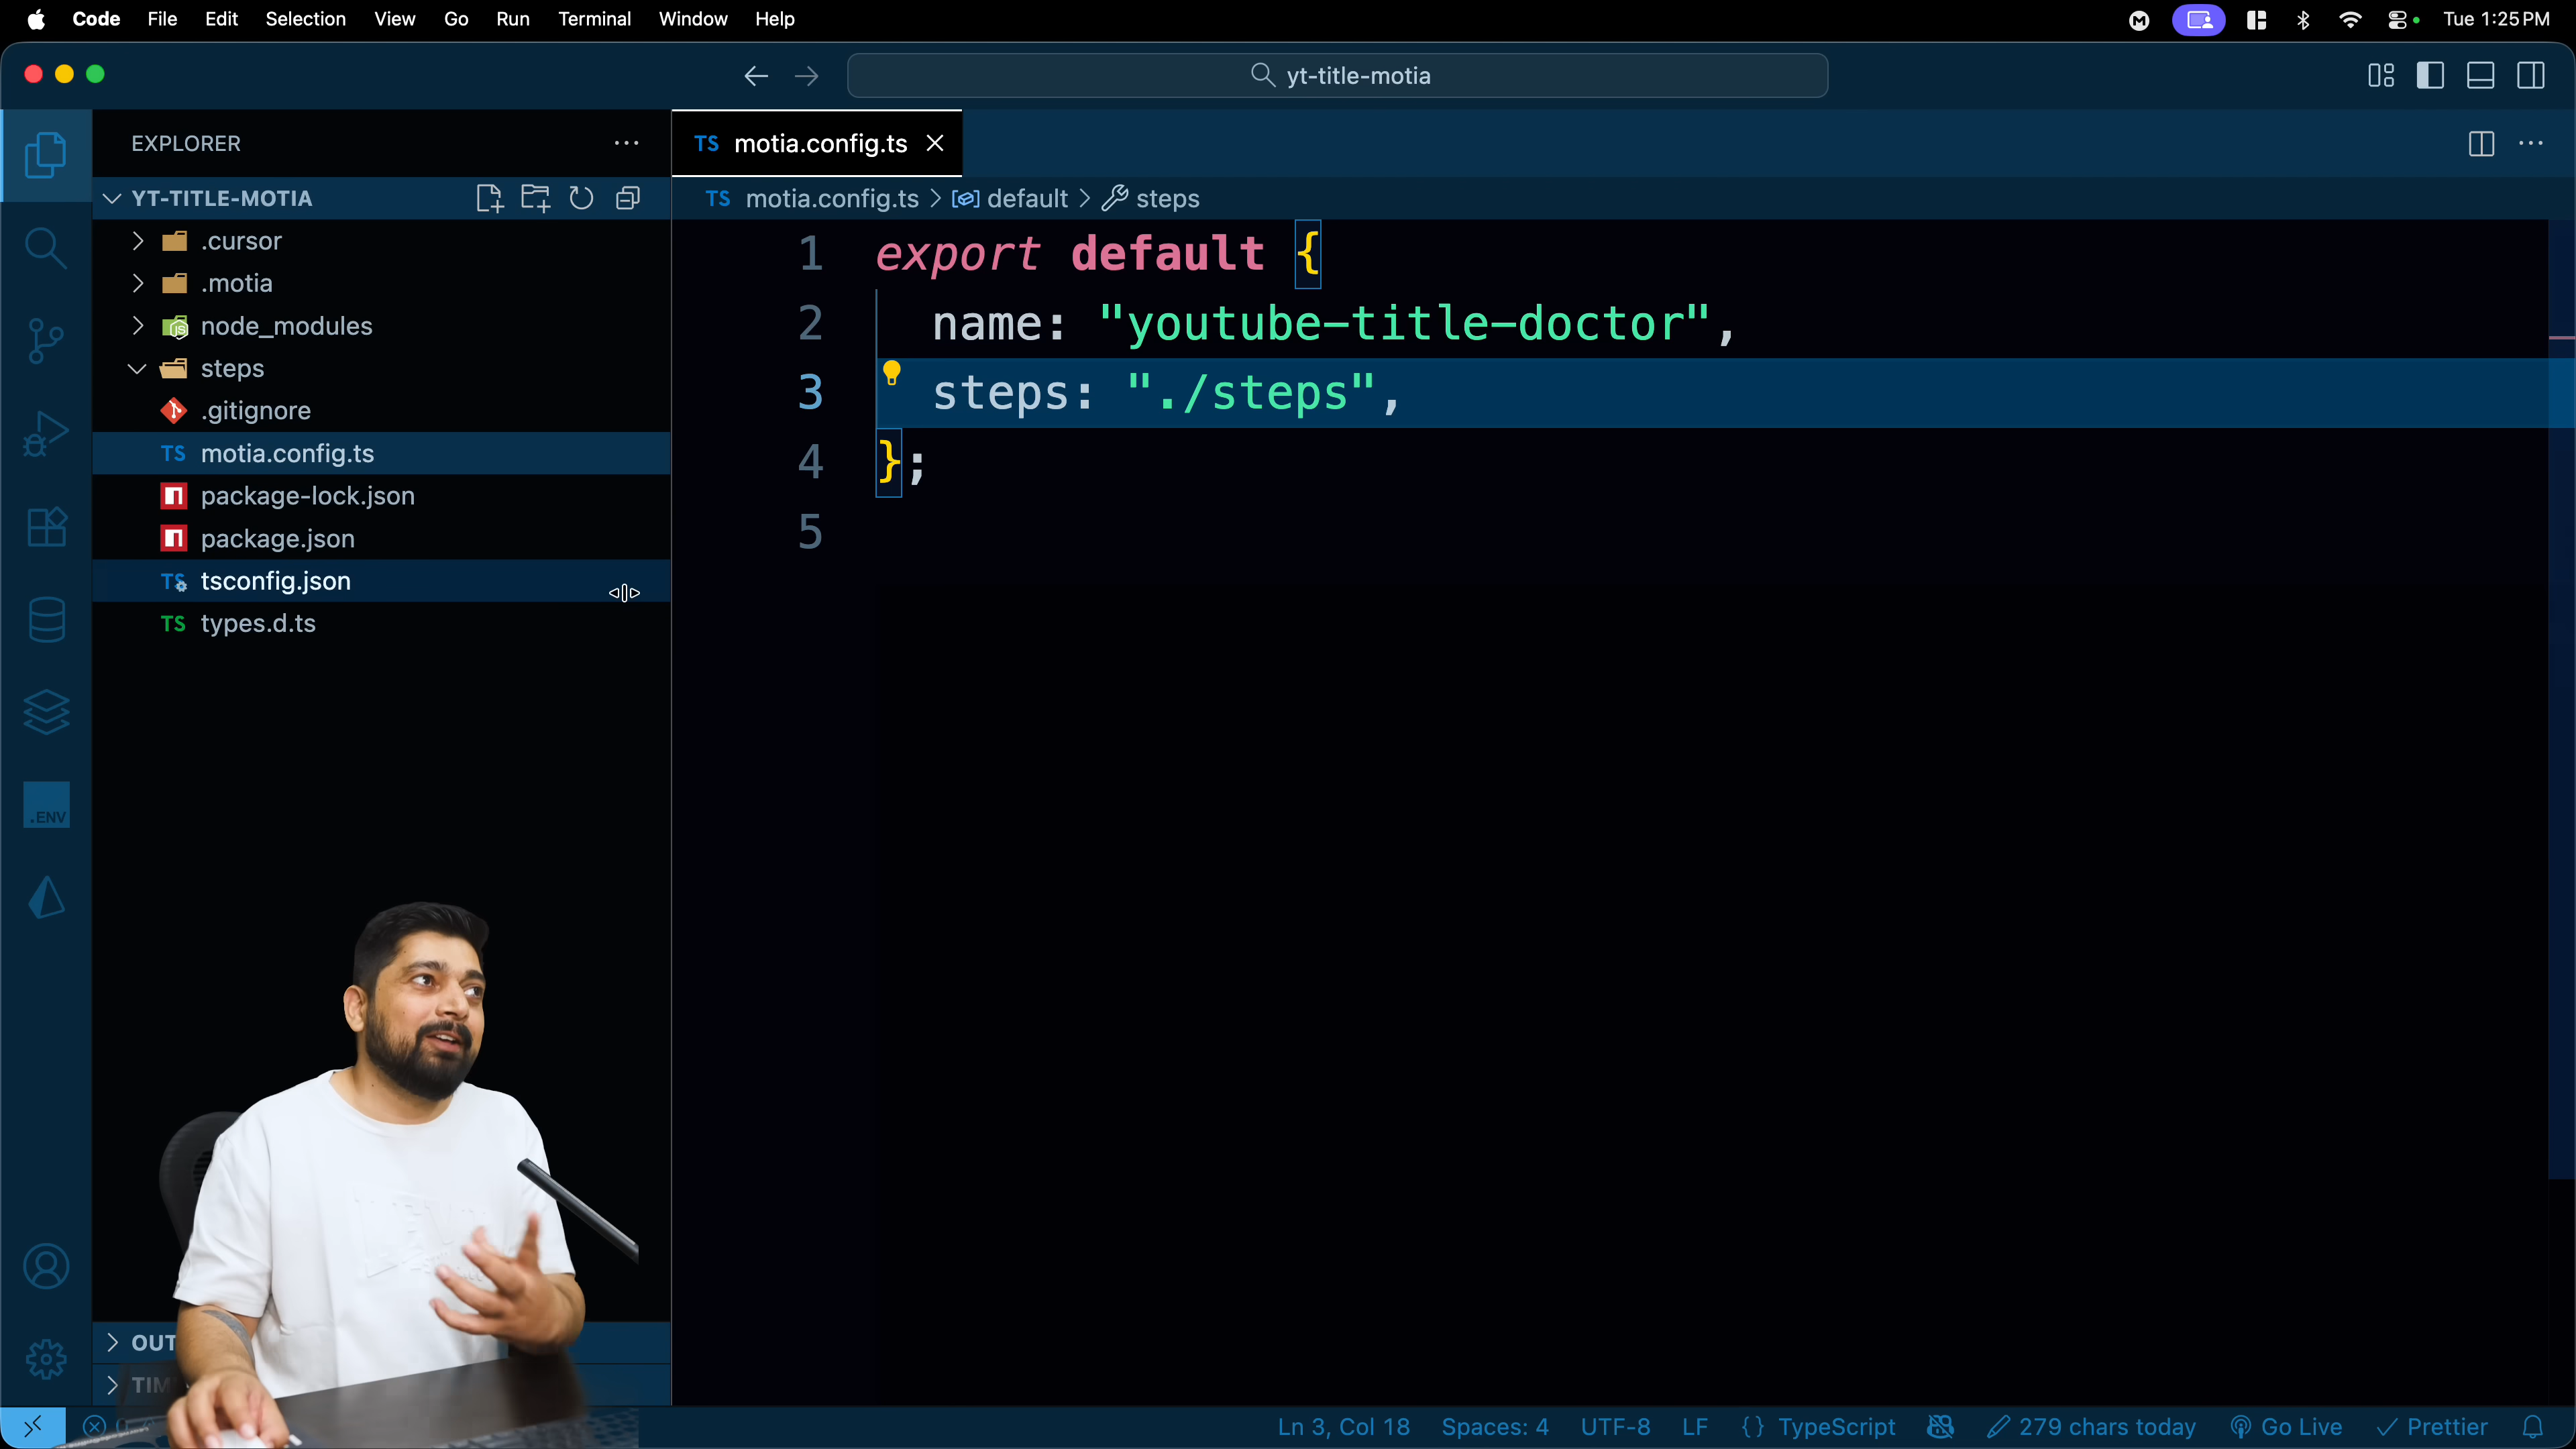 Code File Edit Selection View Go Run Terminal Window Help
Tue 1:25 PM
yt-title-motia
EXPLORER
TS motia.config.ts
YT-TITLE-MOTIA
TS motia.config.ts > default > steps
.cursor
.motia
node_modules
steps
.gitignore
TS motia.config.ts
package-lock.json
package.json
TS tsconfig.json
TS types.d.ts
1 export default {
2 name: "youtube-title-doctor",
3 steps: "./steps",
4 };
5
.ENV
OUT
TIM
Ln 3, Col 18 Spaces: 4 UTF-8 LF {} TypeScript 279 chars today Go Live Prettier